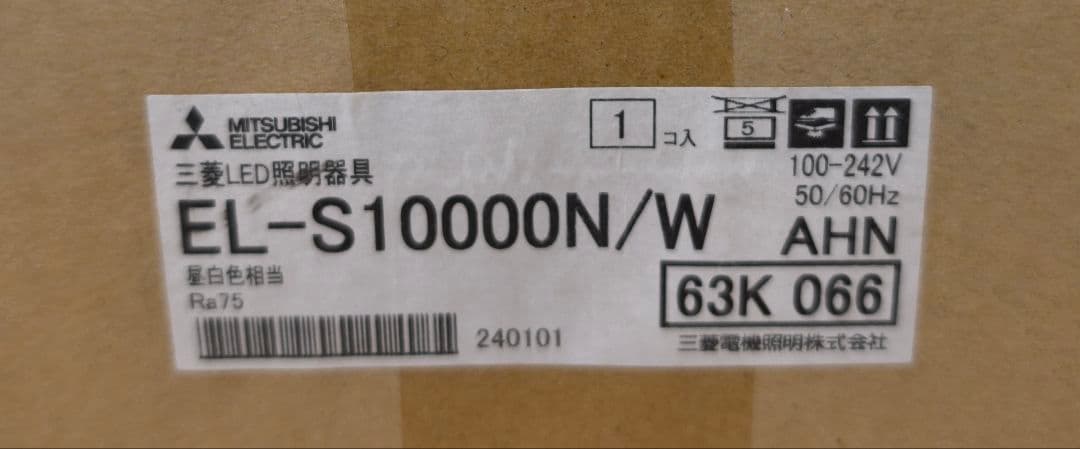 MITSUBISHI
ELECTRIC
1 コ入
5
三菱LED照明器具
100-242V
50/60Hz
EL-S10000N/W AHN
昼白色相当
Ra75
63K 066
240101
三菱電機照明株式会社